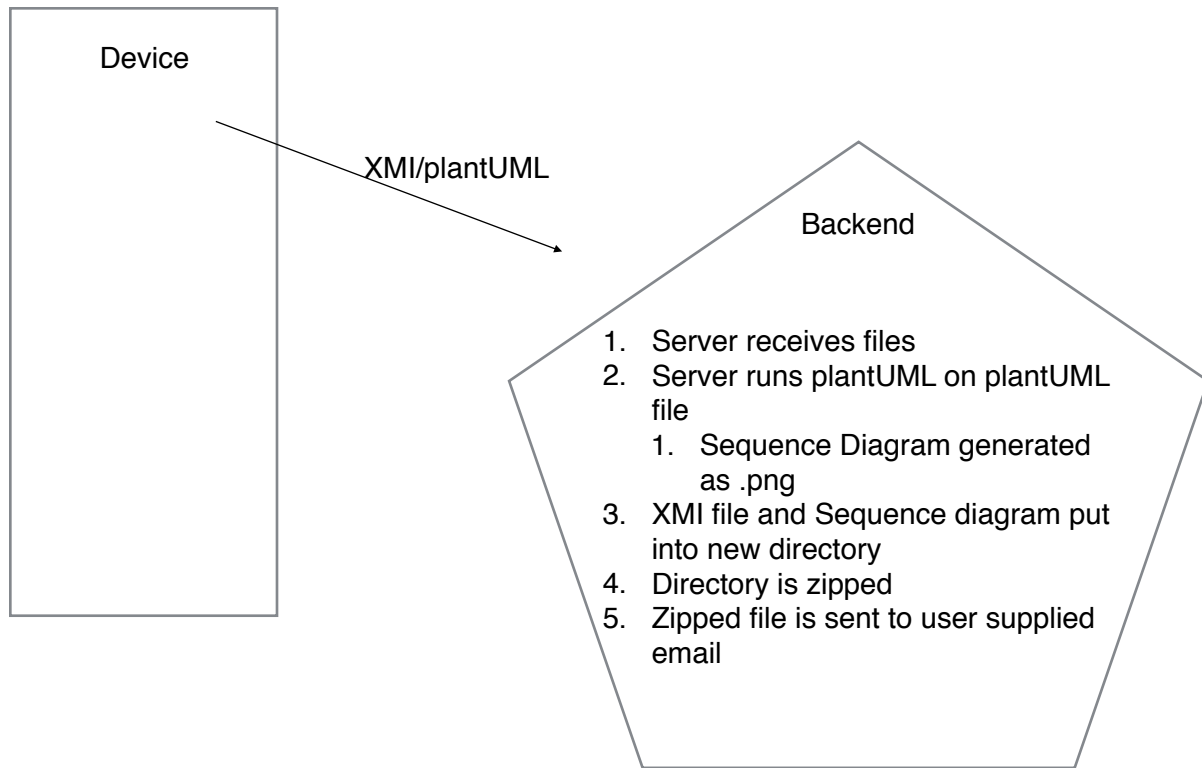 Device
XMI/plantUML
Backend
1. Server receives files
2. Server runs plantUML on plantUML
file
1. Sequence Diagram generated
as .png
3. XMI file and Sequence diagram put
into new directory
4. Directory is zipped
5. Zipped file is sent to user supplied
email